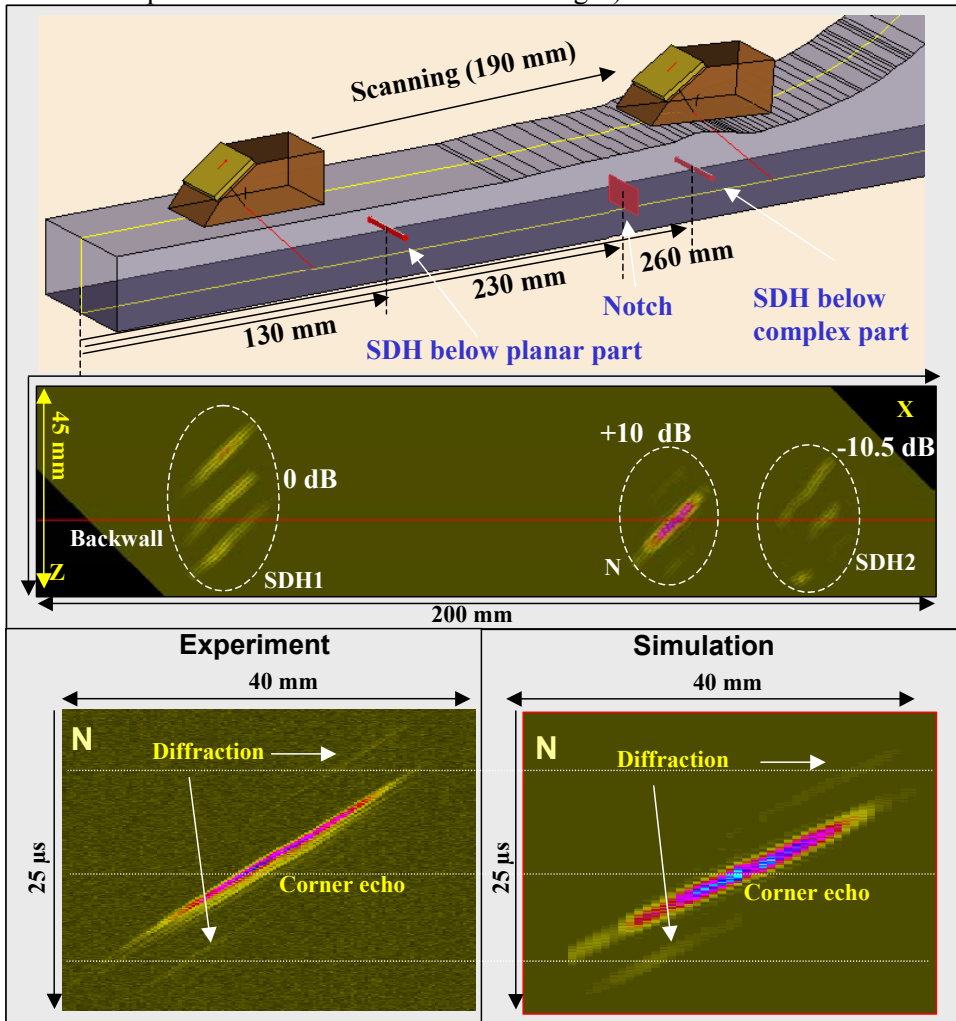 Scanning (190 mm)
260 mm
230 mm
130 mm
Notch
SDH below
complex part
SDH below planar part
45 mm
X
+10 dB
-10.5 dB
0 dB
Backwall
Z
SDH1
N
SDH2
200 mm
Experiment
40 mm
N
Diffraction
Corner echo
25 µs
Simulation
40 mm
N
Diffraction
Corner echo
25 µs